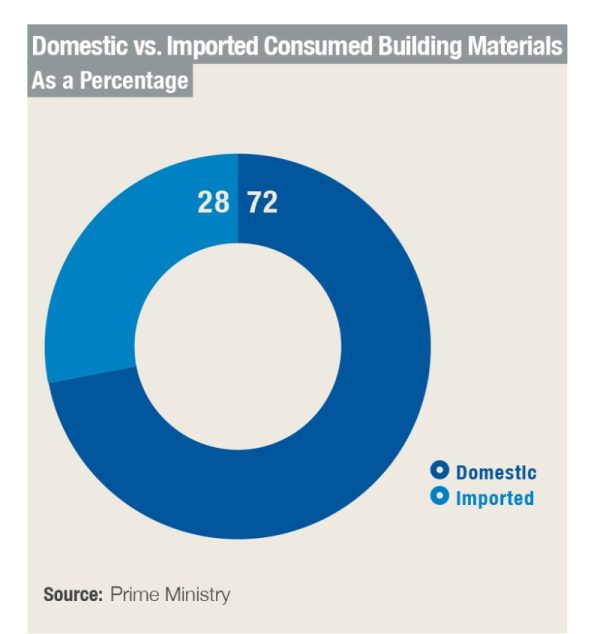 Domestic vs. Imported Consumed Building Materials
As a Percentage
28 72
Domestic
Imported
Source: Prime Ministry